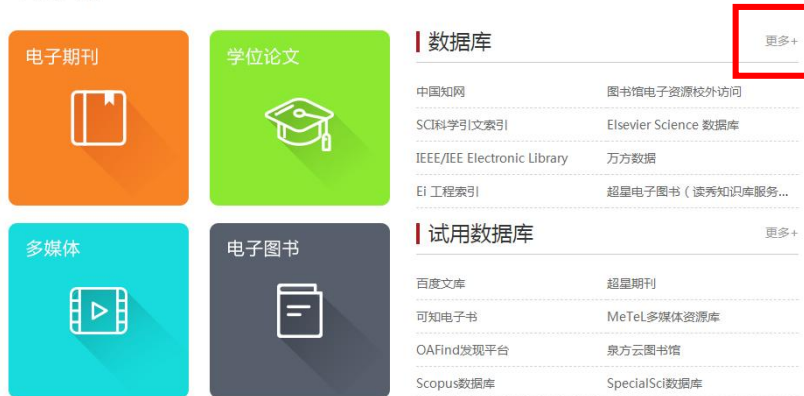 电子期刊
学位论文
多媒体
电子图书
数据库
更多+
中国知网
图书馆电子资源校外访问
SCI科学引文索引
Elsevier Science 数据库
IEEE/IEE Electronic Library
万方数据
Ei 工程索引
超星电子图书（读秀知识库服务...
试用数据库
更多+
百度文库
超星期刊
可知电子书
MeTeL多媒体资源库
OAFind发现平台
泉方云图书馆
Scopus数据库
SpecialSci数据库